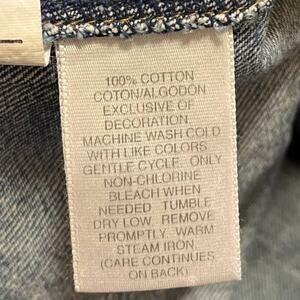 100% COTTON
COTON/ALGODON
EXCLUSIVE OF
DECORATION.
MACHINE WASH COLD
WITH LIKE COLORS
GENTLE CYCLE ONLY
NON-CHLORINE
BLEACH WHEN
NEEDED TUMBLE
DRY LOW REMOVE
PROMPTLY WARM
STEAM IRON.
(CARE CONTINUES
ON BACK)